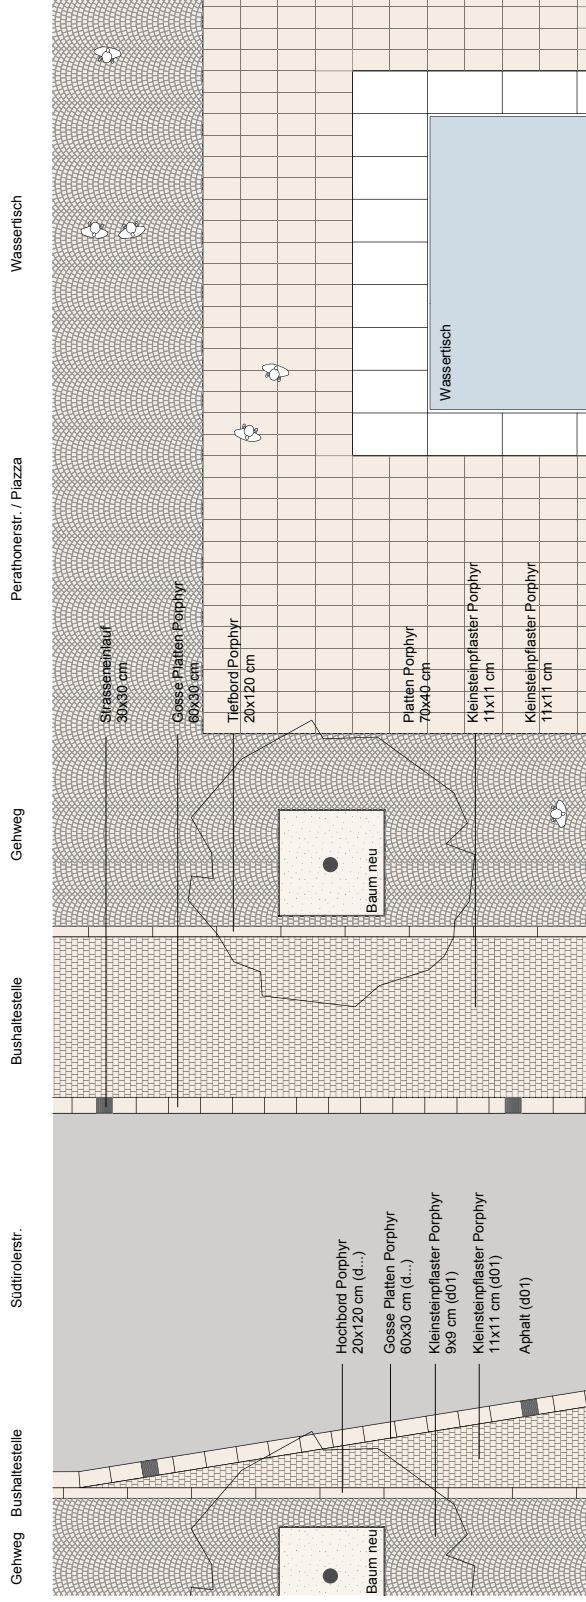 Gehweg
Bushaltestelle
Südtirolerstr.
Bushaltestelle
Gehweg
Perathonerstr. / Piazza
Wassertisch
Strasseneinlauf
30x30 cm
Gosse Platten Porphyr
60x30 cm
Tiefbord Porphyr
20x120 cm
Platten Porphyr
70x40 cm
Kleinsteinpflaster Porphyr
11x11 cm
Kleinsteinpflaster Porphyr
11x11 cm
Wassertisch
Baum neu
Hochbord Porphyr
20x120 cm (d...)
Gosse Platten Porphyr
60x30 cm (d...)
Kleinsteinpflaster Porphyr
9x9 cm (d01)
Kleinsteinpflaster Porphyr
11x11 cm (d01)
Aphalt (d01)
Baum neu